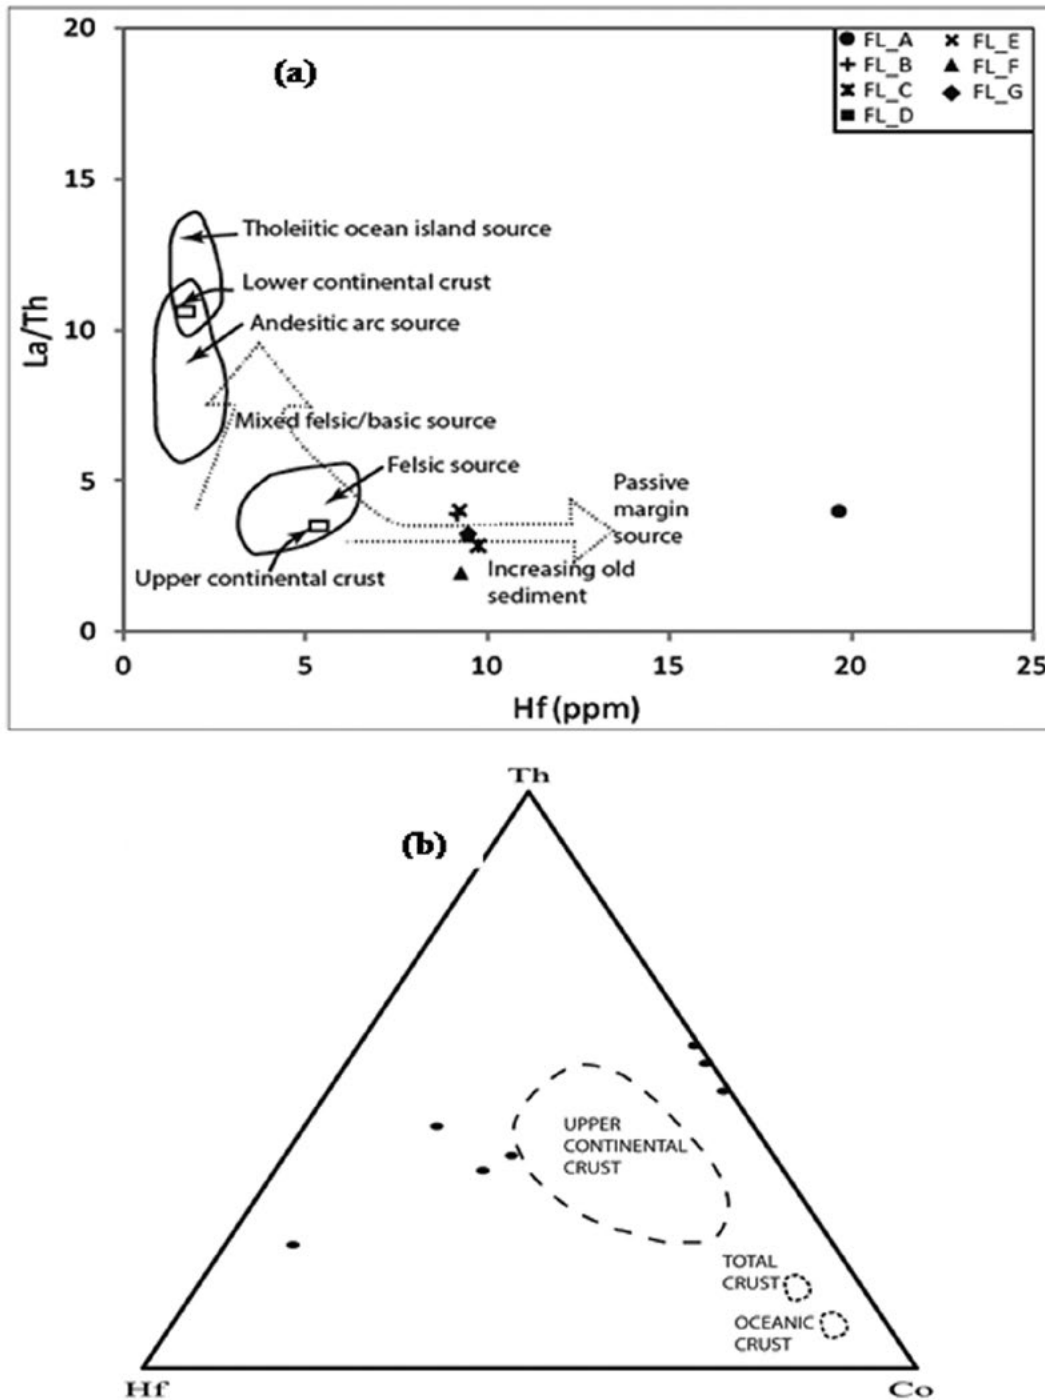 20
(a)
FL_A
FL_E
FL_B
FL_F
FL_C
FL_G
FL_D
15
Tholeiitic ocean island source
Lower continental crust
La/Th
10
Andesitic arc source
Mixed felsic/basic source
Felsic source
5
Passive
margin
source
Upper continental crust
Increasing old
sediment
0
0
5
10
15
20
25
Hf (ppm)
Th
(b)
UPPER
CONTINENTAL
CRUST
TOTAL
CRUST
OCEANIC
CRUST
Hf
Co